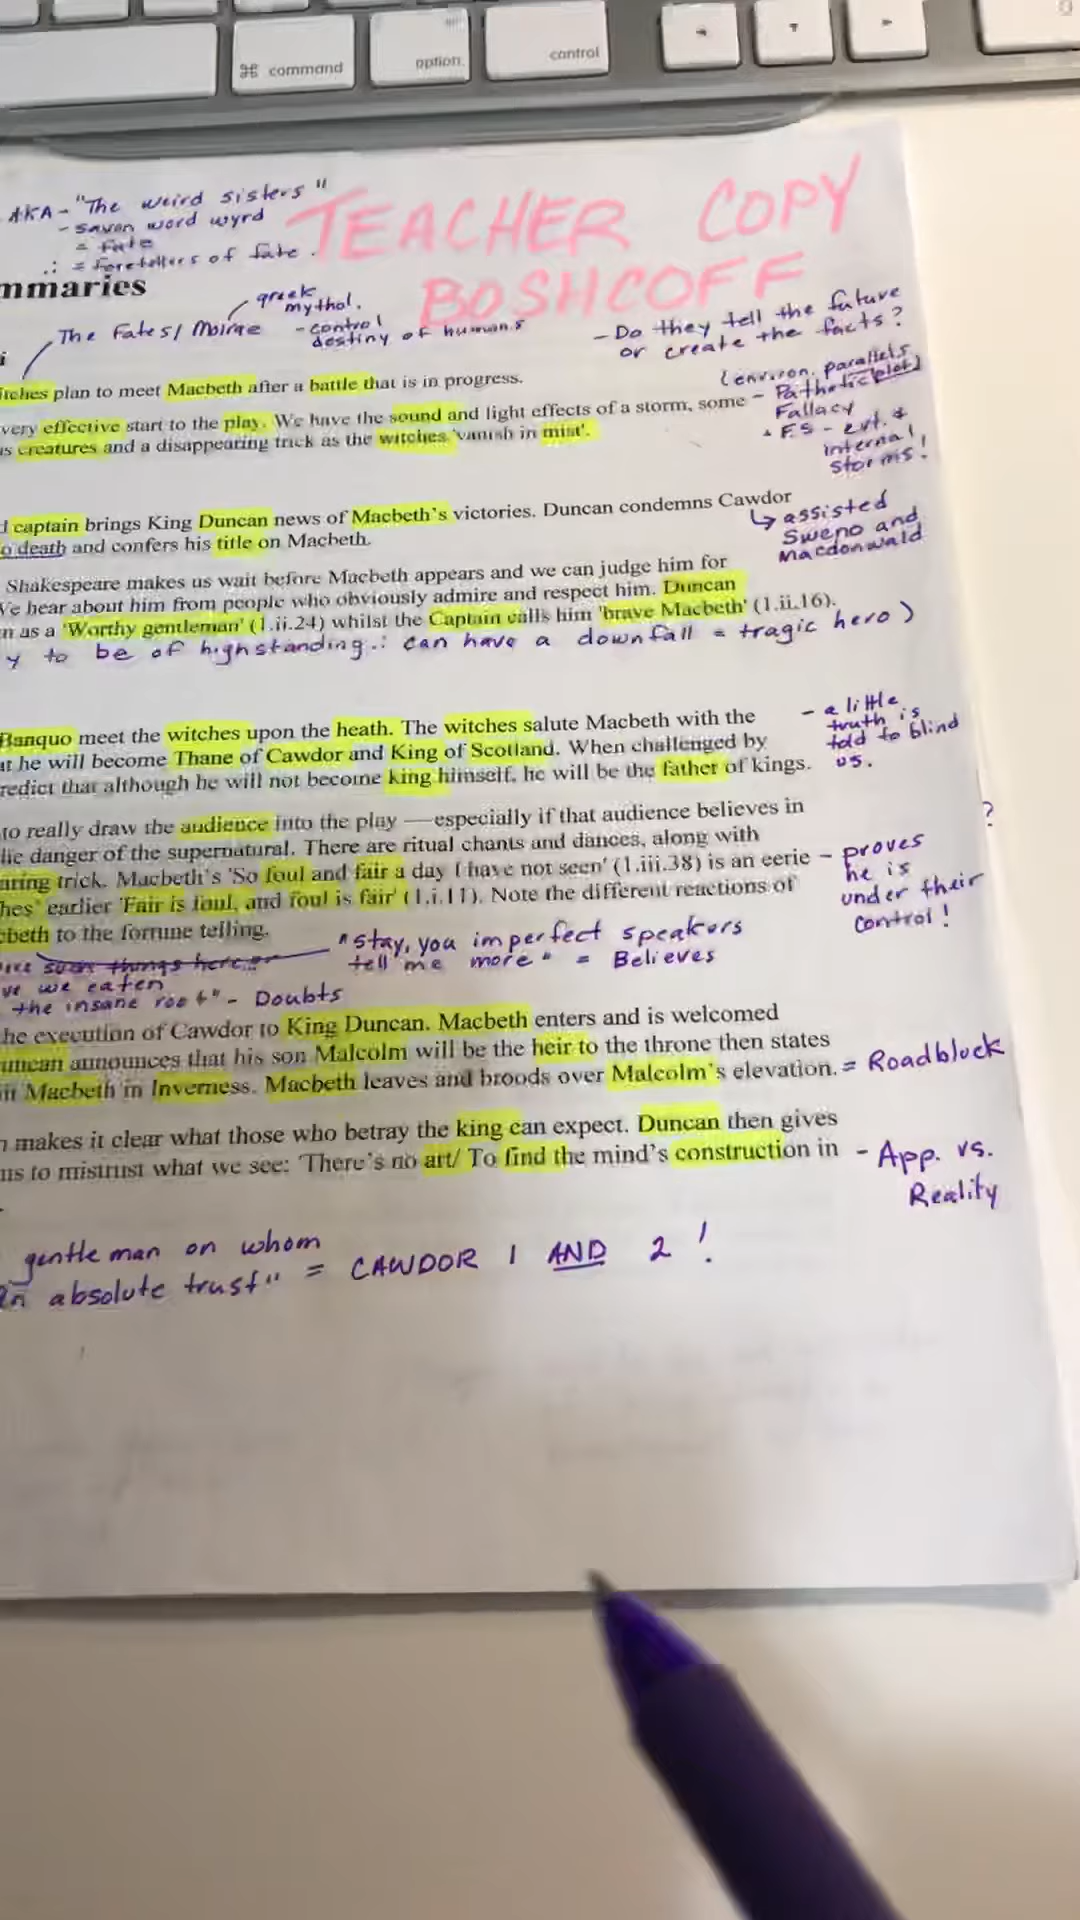 ⌘ command
option
control
AKA - "The weird sisters"
- saxon word wyrd
= fate
∴ = foretellers of fate.
TEACHER COPY
BOSHCOFF
mmaries
greek
mythol.
The Fates/ Moirae
- control
destiny of humans
- Do they tell the future
or create the facts?
i
itches plan to meet Macbeth after a battle that is in progress.
(environ. parallels
plot)
very effective start to the play. We have the sound and light effects of a storm, some
- Pathetic
Fallacy
us creatures and a disappearing trick as the witches 'vanish in mist'.
F.S - ext. &
internal
storms!
d captain brings King Duncan news of Macbeth's victories. Duncan condemns Cawdor
o death and confers his title on Macbeth.
↳ assisted
Sweno and
Macdonwald
Shakespeare makes us wait before Macbeth appears and we can judge him for
We hear about him from people who obviously admire and respect him. Duncan
n as a 'Worthy gentleman' (1.ii.24) whilst the Captain calls him 'brave Macbeth' (1.ii.16).
y to be of high standing ∴ can have a downfall = tragic hero)
Banquo meet the witches upon the heath. The witches salute Macbeth with the
at he will become Thane of Cawdor and King of Scotland. When challenged by
redict that although he will not become king himself, he will be the father of kings.
- a little
truth is
told to blind
us.
to really draw the audience into the play —especially if that audience believes in
lic danger of the supernatural. There are ritual chants and dances, along with
aring trick. Macbeth's 'So foul and fair a day I have not seen' (1.iii.38) is an eerie
hes' earlier 'Fair is foul, and foul is fair' (1.i.11). Note the different reactions of
cbeth to the fortune telling.
?
- proves
he is
under their
control!
such things here
"stay, you imperfect speakers
tell me more" = Believes
ve we eaten
the insane root" - Doubts
he execution of Cawdor to King Duncan. Macbeth enters and is welcomed
uncan announces that his son Malcolm will be the heir to the throne then states
it Macbeth in Inverness. Macbeth leaves and broods over Malcolm's elevation.
= Roadblock
n makes it clear what those who betray the king can expect. Duncan then gives
us to mistrust what we see: 'There's no art/ To find the mind's construction in
- App. vs.
Reality
gentleman on whom
absolute trust" = CAWDOR 1 AND 2!